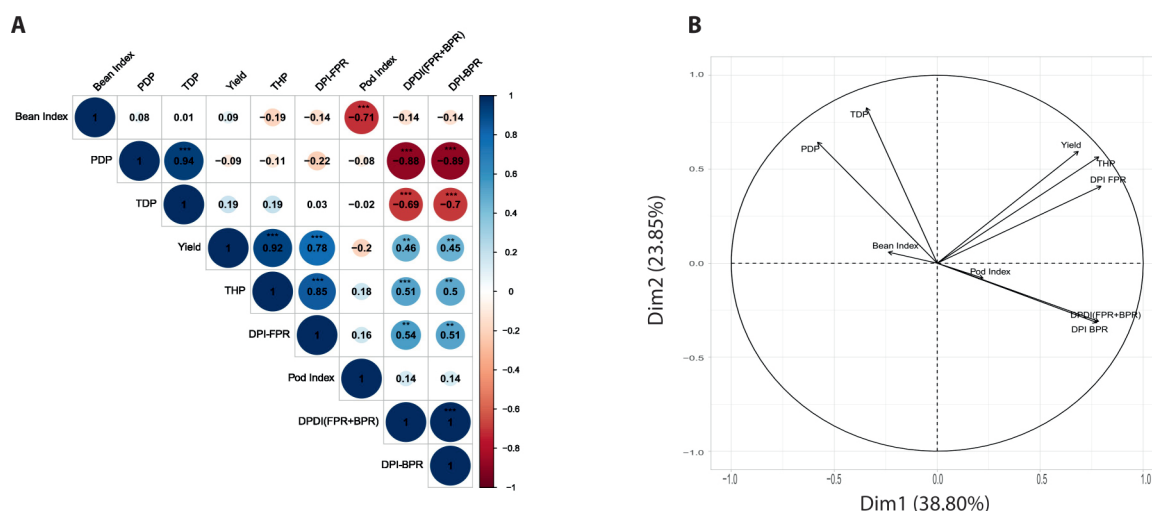 A
Bean Index
PDP
TDP
Yield
THP
DPI-FPR
Pod Index
DPDI(FPR+BPR)
DPI-BPR
Bean Index 1 0.08 0.01 0.09 −0.19 −0.14 *** −0.71 −0.14 −0.14
PDP 1 *** 0.94 −0.09 −0.11 −0.22 −0.08 *** −0.88 *** −0.89
TDP 1 0.19 0.19 0.03 −0.02 *** −0.69 *** −0.7
Yield 1 *** 0.92 *** 0.78 −0.2 ** 0.46 ** 0.45
THP 1 *** 0.85 0.18 *** 0.51 ** 0.5
DPI-FPR 1 0.16 ** 0.54 ** 0.51
Pod Index 1 0.14 0.14
DPDI(FPR+BPR) 1 *** 1
DPI-BPR 1
1
0.8
0.6
0.4
0.2
0
−0.2
−0.4
−0.6
−0.8
−1
B
Dim2 (23.85%)
1.0
0.5
0.0
−0.5
−1.0
TDP
PDP
Yield
THP
DPI FPR
Bean Index
Pod Index
DPDI(FPR+BPR)
DPI BPR
−1.0 −0.5 0.0 0.5 1.0
Dim1 (38.80%)